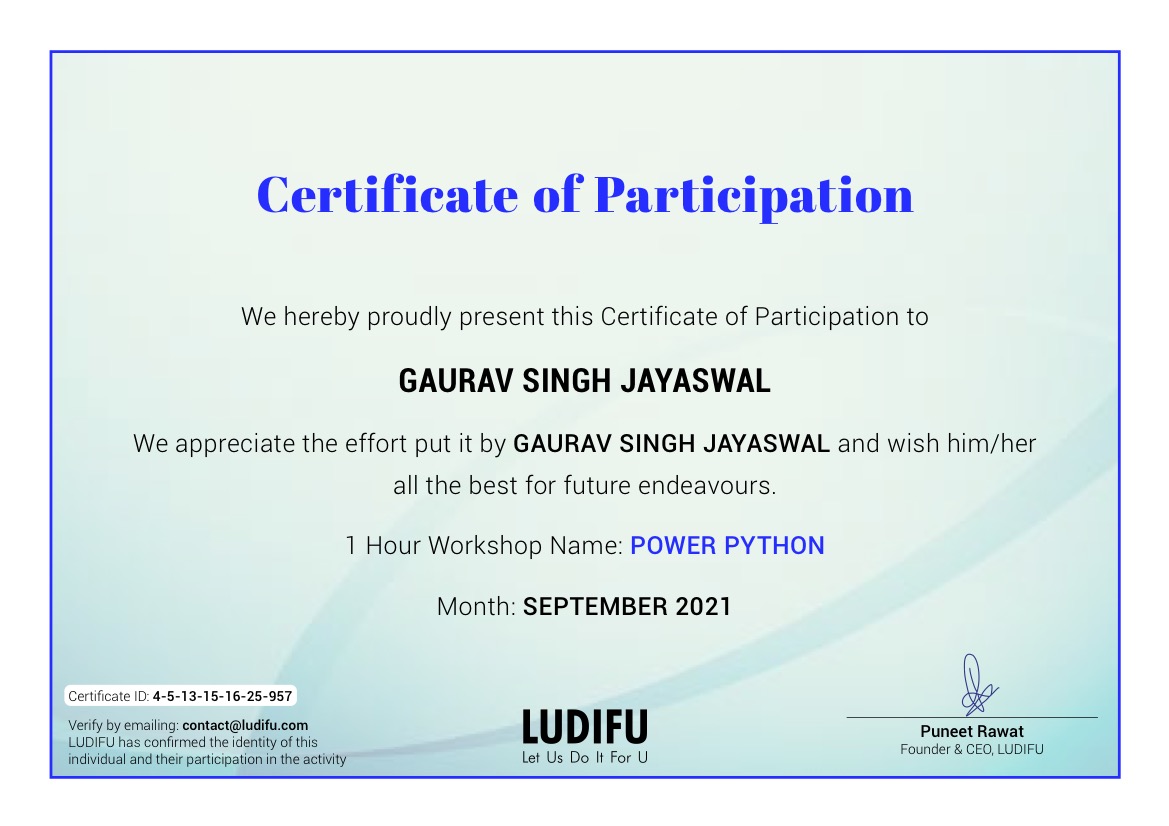 Certificate of Participation
We hereby proudly present this Certificate of Participation to
GAURAV SINGH JAYASWAL
We appreciate the effort put it by GAURAV SINGH JAYASWAL and wish him/her
all the best for future endeavours.
1 Hour Workshop Name: POWER PYTHON
Month: SEPTEMBER 2021
Certificate ID: 4-5-13-15-16-25-957
Verify by emailing: contact@ludifu.com
LUDIFU has confirmed the identity of this
individual and their participation in the activity
LUDIFU
Let Us Do It For U
Puneet Rawat
Founder & CEO, LUDIFU